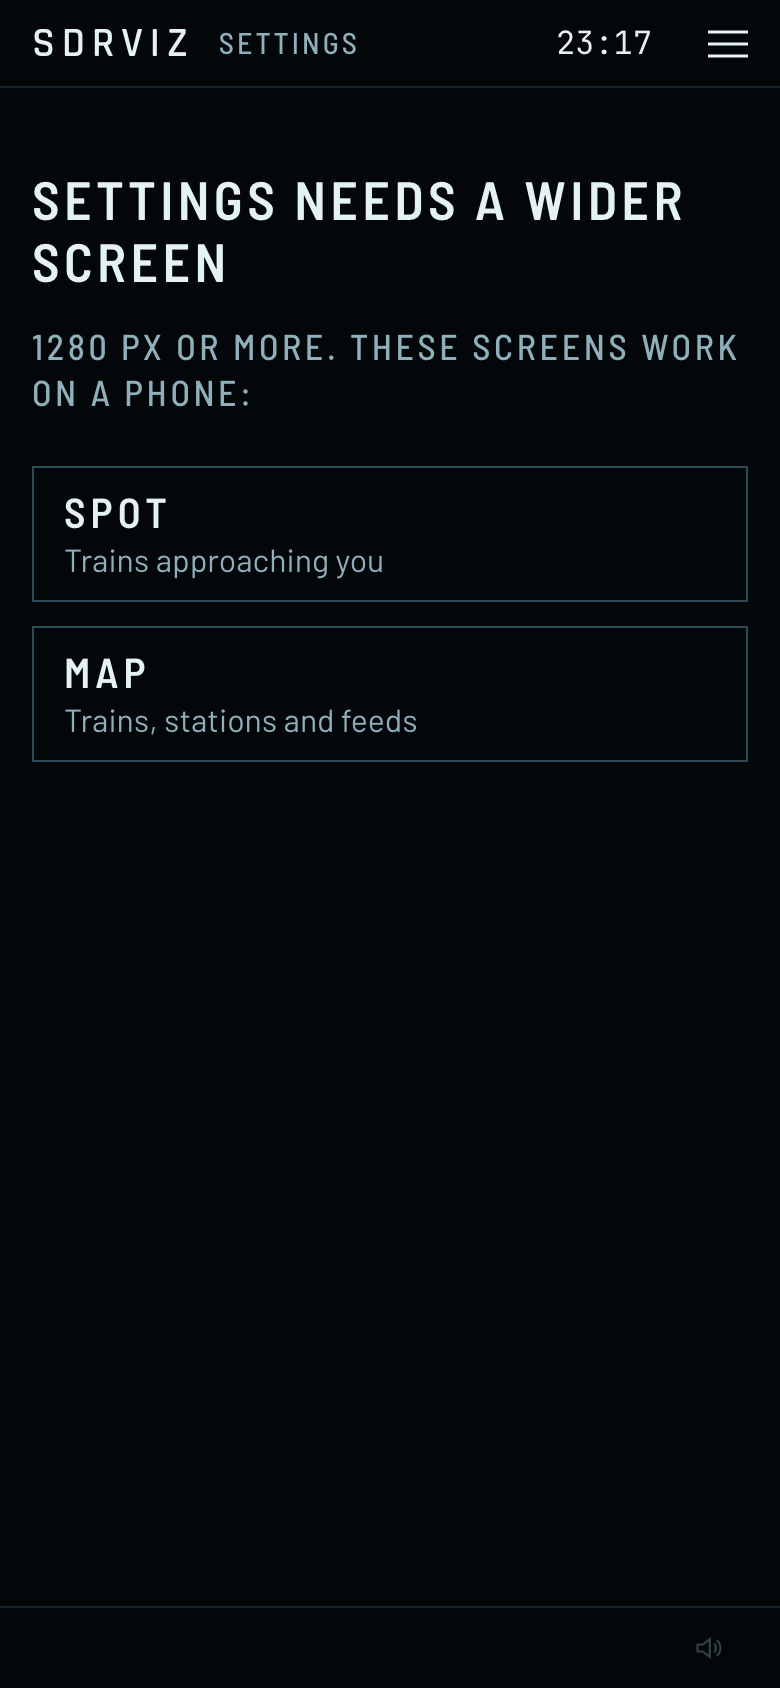 SDRVIZ SETTINGS 23:17
SETTINGS NEEDS A WIDER
SCREEN
1280 PX OR MORE. THESE SCREENS WORK
ON A PHONE:
SPOT
Trains approaching you
MAP
Trains, stations and feeds